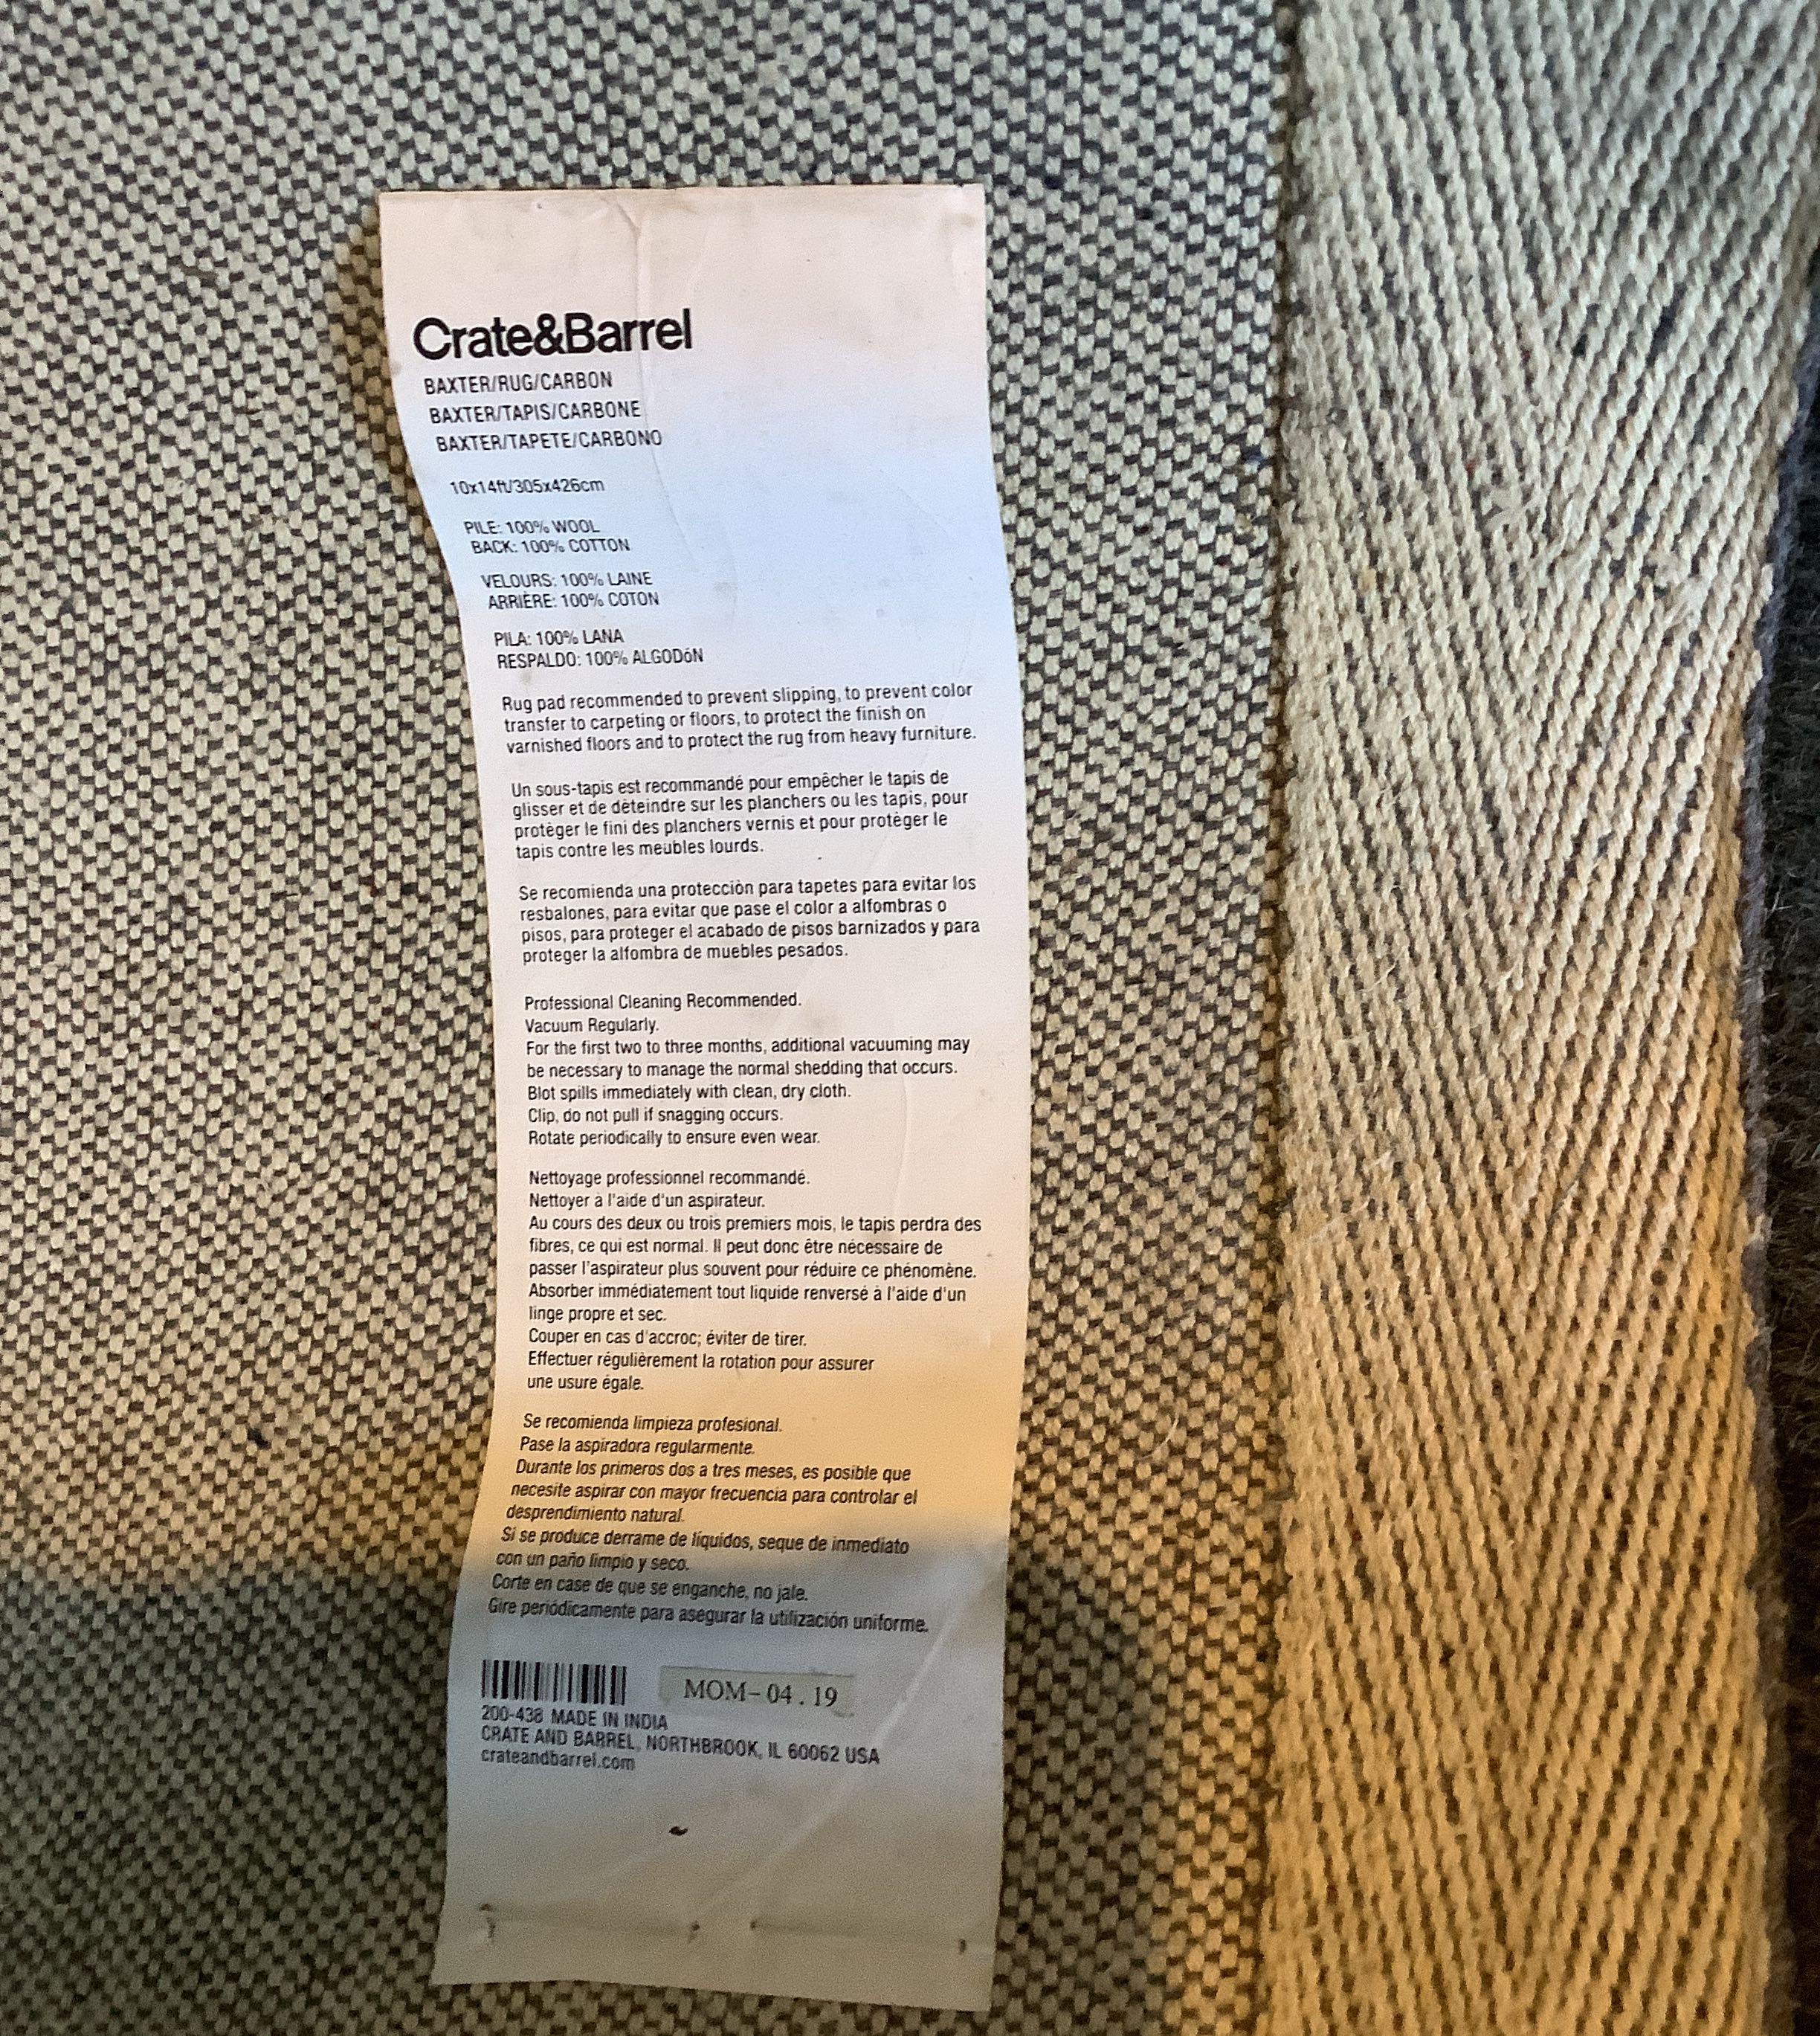 Crate&Barrel
BAXTER/RUG/CARBON
BAXTER/TAPIS/CARBONE
BAXTER/TAPETE/CARBONO
10x14ft/305x426cm
PILE: 100% WOOL
BACK: 100% COTTON
VELOURS: 100% LAINE
ARRIÈRE: 100% COTON
PILA: 100% LANA
RESPALDO: 100% ALGODóN
Rug pad recommended to prevent slipping, to prevent color
transfer to carpeting or floors, to protect the finish on
varnished floors and to protect the rug from heavy furniture.
Un sous-tapis est recommandé pour empêcher le tapis de
glisser et de déteindre sur les planchers ou les tapis, pour
protéger le fini des planchers vernis et pour protéger le
tapis contre les meubles lourds.
Se recomienda una protección para tapetes para evitar los
resbalones, para evitar que pase el color a alfombras o
pisos, para proteger el acabado de pisos barnizados y para
proteger la alfombra de muebles pesados.
Professional Cleaning Recommended.
Vacuum Regularly.
For the first two to three months, additional vacuuming may
be necessary to manage the normal shedding that occurs.
Blot spills immediately with clean, dry cloth.
Clip, do not pull if snagging occurs.
Rotate periodically to ensure even wear.
Nettoyage professionnel recommandé.
Nettoyer à l'aide d'un aspirateur.
Au cours des deux ou trois premiers mois, le tapis perdra des
fibres, ce qui est normal. Il peut donc être nécessaire de
passer l'aspirateur plus souvent pour réduire ce phénomène.
Absorber immédiatement tout liquide renversé à l'aide d'un
linge propre et sec.
Couper en cas d'accroc; éviter de tirer.
Effectuer régulièrement la rotation pour assurer
une usure égale.
Se recomienda limpieza profesional.
Pase la aspiradora regularmente.
Durante los primeros dos a tres meses, es posible que
necesite aspirar con mayor frecuencia para controlar el
desprendimiento natural.
Si se produce derrame de líquidos, seque de inmediato
con un paño limpio y seco.
Corte en case de que se enganche, no jale.
Gire periódicamente para asegurar la utilización uniforme.
MOM-04.19
200-438 MADE IN INDIA
CRATE AND BARREL, NORTHBROOK, IL 60062 USA
crateandbarrel.com